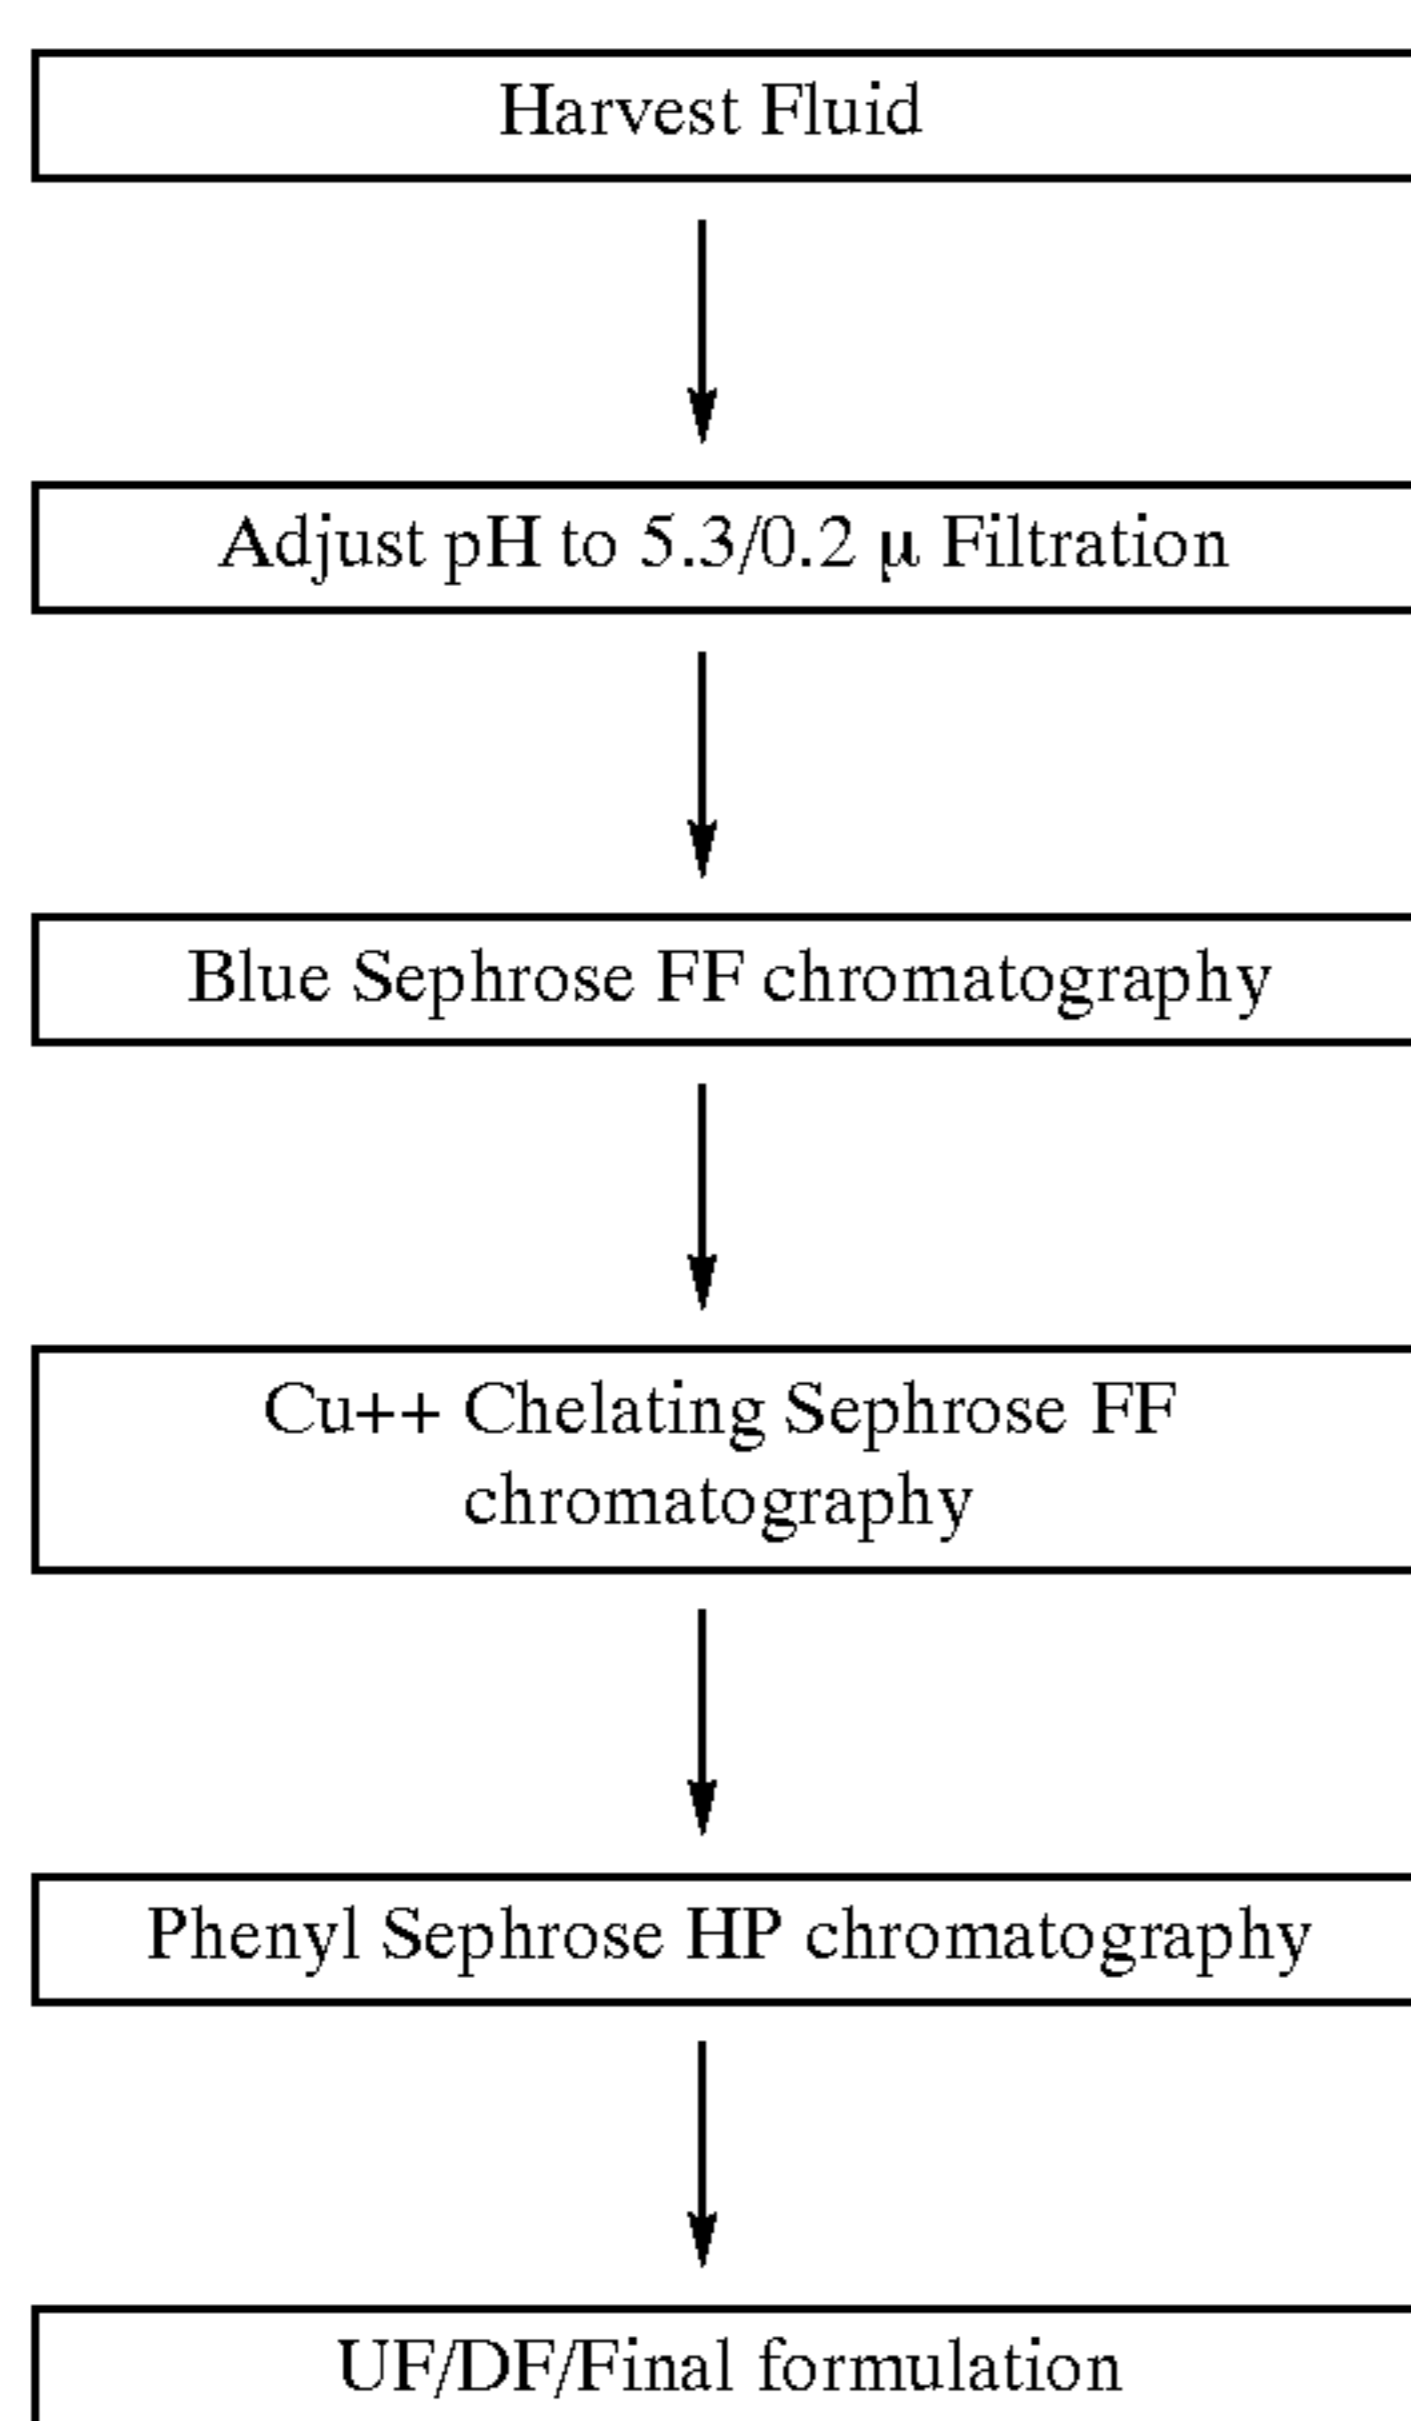 Harvest Fluid
Adjust pH to 5.3/0.2 μ Filtration
Blue Sephrose FF chromatography
Cu++ Chelating Sephrose FF
chromatography
Phenyl Sephrose HP chromatography
UF/DF/Final formulation